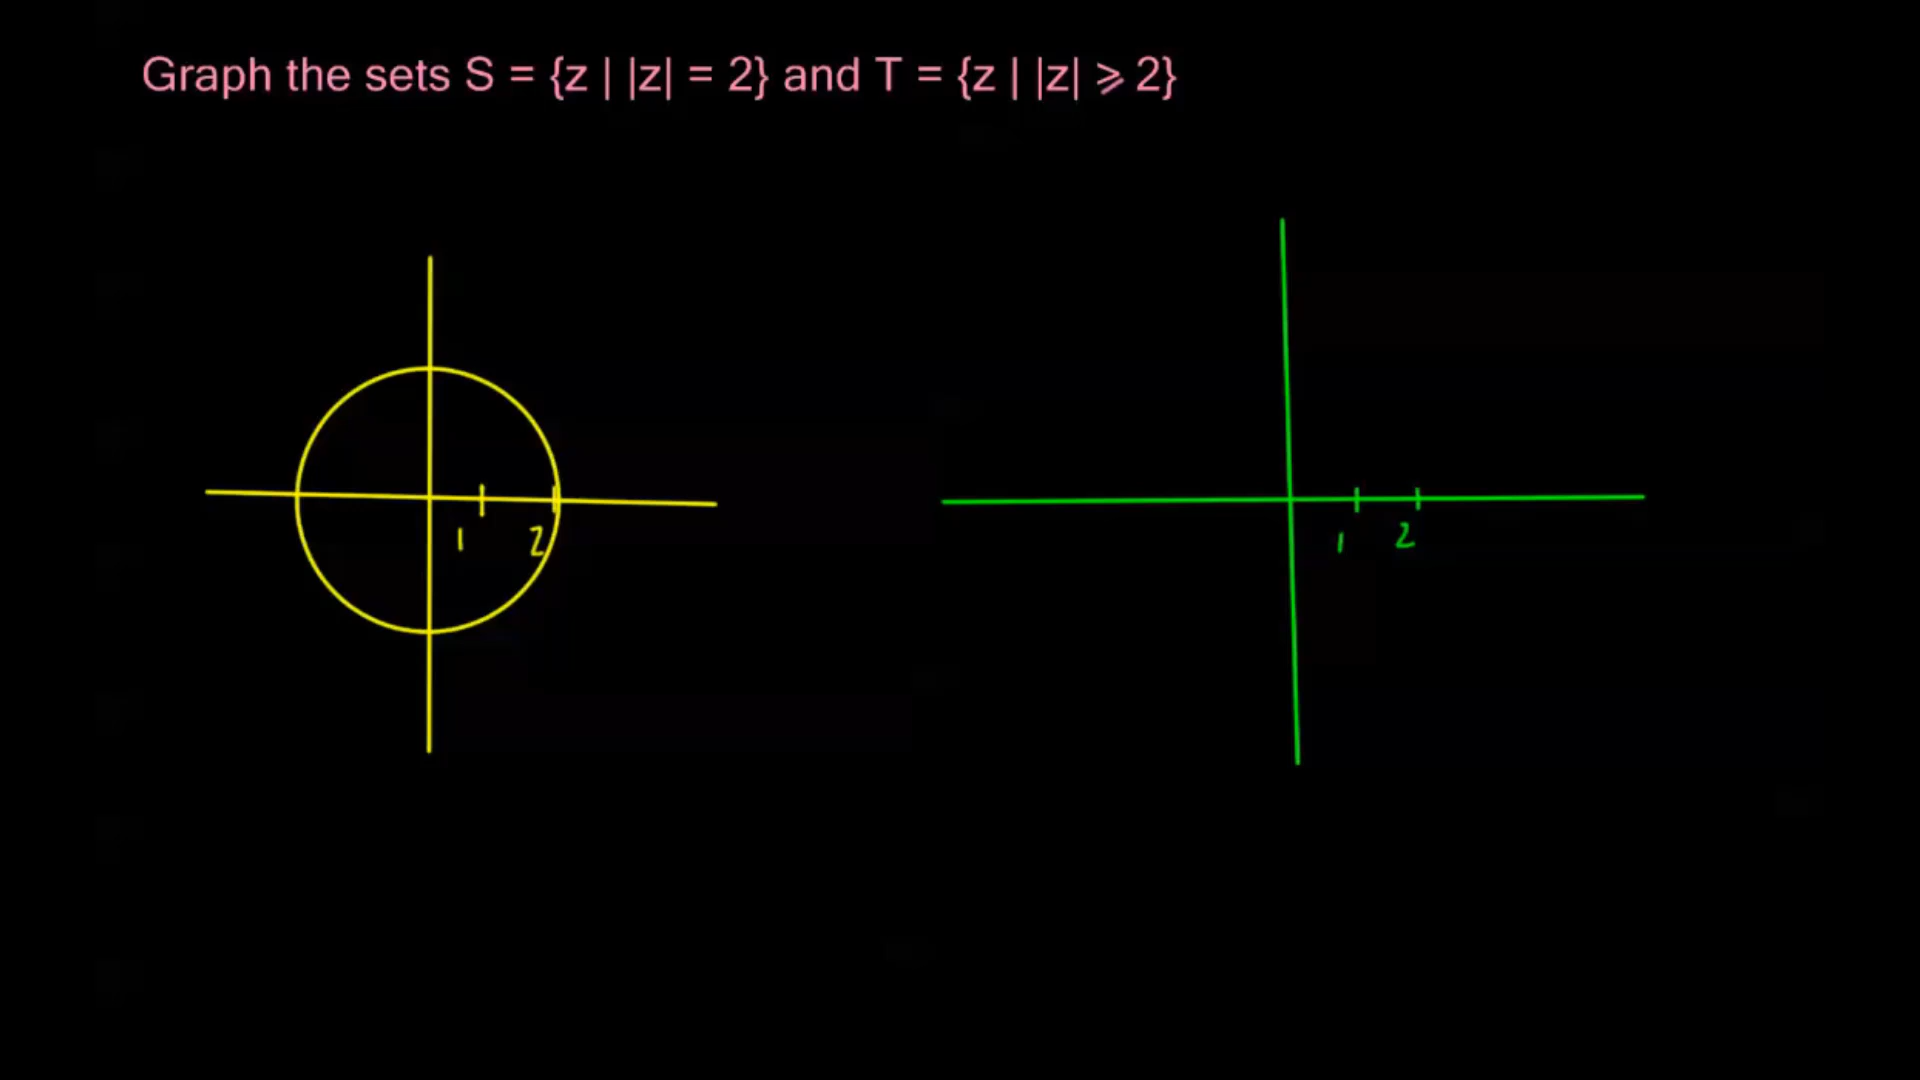 Graph the sets S = {z | |z| = 2} and T = {z | |z| ⩾ 2}
1 2
1 2